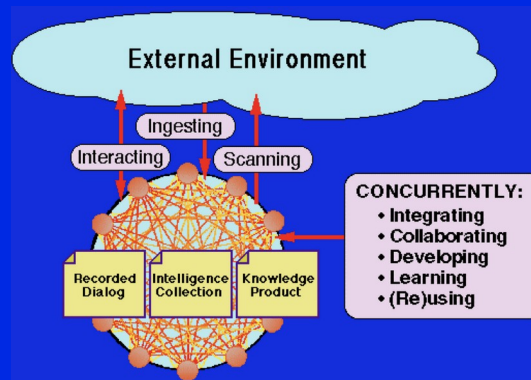 External Environment
Ingesting
Interacting
Scanning
CONCURRENTLY:
• Integrating
• Collaborating
• Developing
• Learning
• (Re)using
Recorded
Dialog
Intelligence
Collection
Knowledge
Product